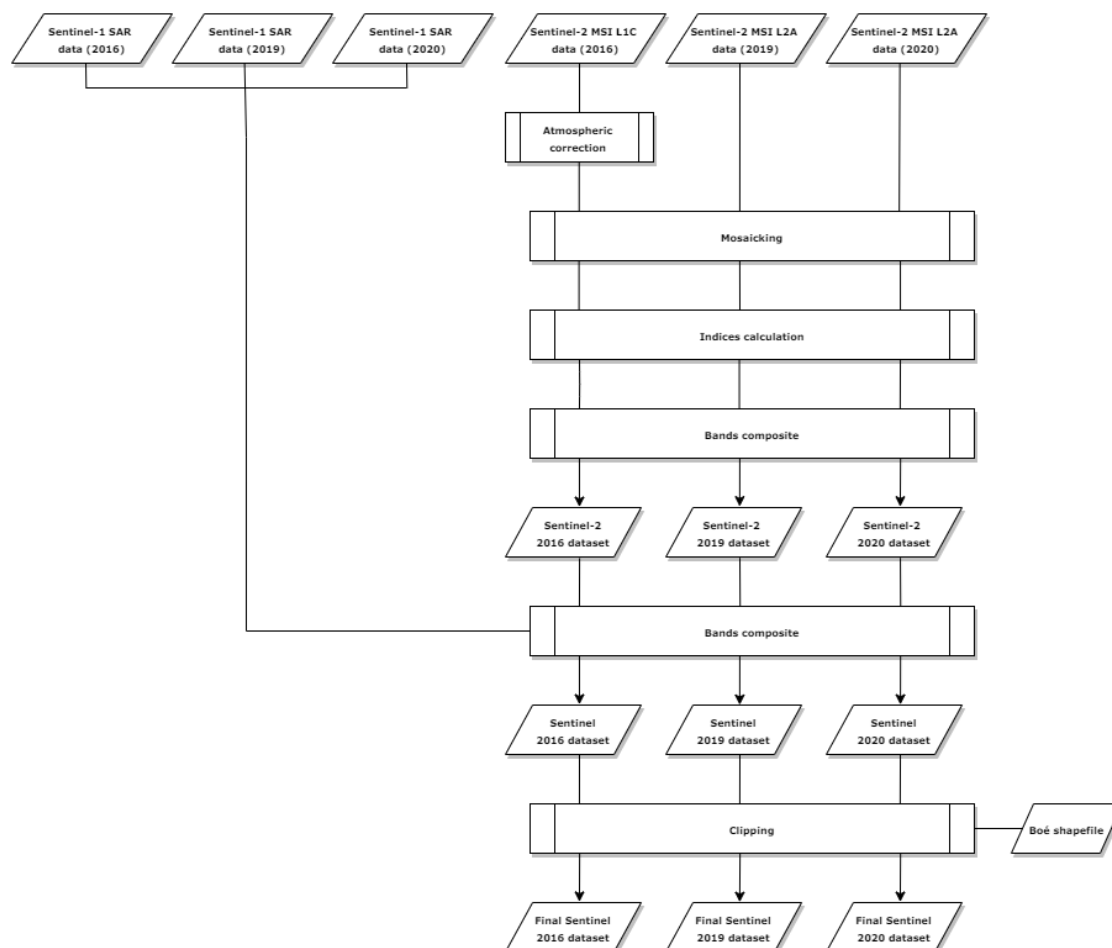 Sentinel-1 SAR
data (2016)
Sentinel-1 SAR
data (2019)
Sentinel-1 SAR
data (2020)
Sentinel-2 MSI L1C
(2016)
Sentinel-2 MSI L2A
data (2019)
Sentinel-2 MSI L2A
data (2020)
Atmospheric
correction
Mosaicking
Indices calculation
Bands composite
Sentinel-2
2016 dataset
Sentinel-2
2019 dataset
Sentinel-2
2020 dataset
Bands composite
Sentinel
2016 dataset
Sentinel
2019 dataset
Sentinel
2020 dataset
Clipping
Boé shapefile
Final Sentinel
2016 dataset
Final Sentinel
2019 dataset
Final Sentinel
2020 dataset